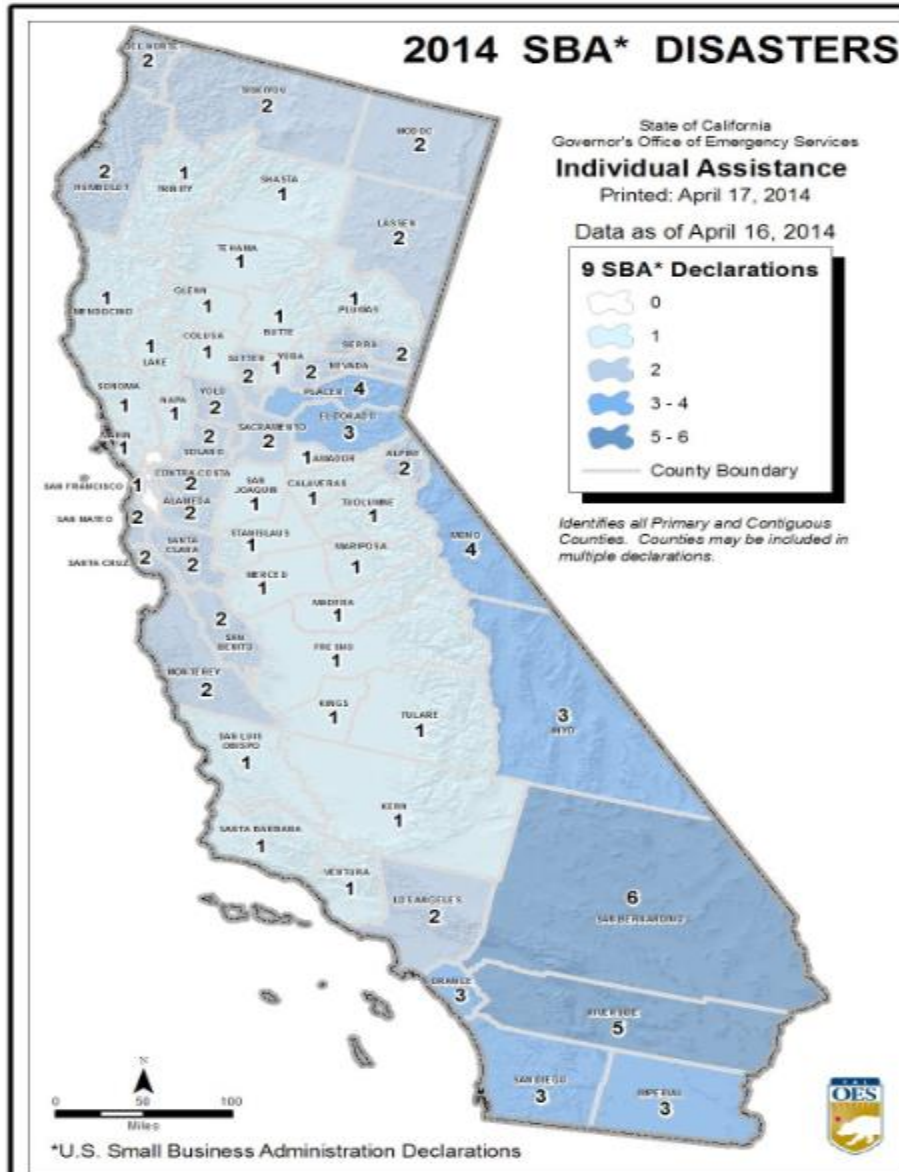 2014 SBA* DISASTERS
State of California
Governor's Office of Emergency Services
Individual Assistance
Printed: April 17, 2014
Data as of April 16, 2014
9 SBA* Declarations
0
1
2
3 - 4
5 - 6
County Boundary
Identifies all Primary and Contiguous
Counties. Counties may be included in
multiple declarations.
DEL NORTE
2
SISKIYOU
2
MODOC
2
2
HUMBOLDT
1
TRINITY
SHASTA
1
LASSEN
2
TEHAMA
1
1
MENDOCINO
GLENN
1
1
BUTTE
1
PLUMAS
COLUSA
1
1
LAKE
SIERRA
2
SUTTER
2
YUBA
1
NEVADA
2
PLACER 4
SONOMA
1
NAPA
1
YOLO
2
ELDORADO
3
SACRAMENTO
2
2
SOLANO
MARIN
1
1 AMADOR
ALPINE
2
SAN FRANCISCO 1
CONTRA COSTA
2
ALAMEDA
2
SAN
JOAQUIN
1
CALAVERAS
1
TUOLUMNE
1
SAN MATEO 2
STANISLAUS
1
MONO
4
SANTA
CLARA
2
SANTA CRUZ 2
MARIPOSA
1
MERCED
1
MADERA
1
2
SAN
BENITO
FRESNO
1
MONTEREY
2
KINGS
1
TULARE
1
3
INYO
SAN LUIS
OBISPO
1
KERN
1
SANTA BARBARA
1
VENTURA
1
LOS ANGELES
2
6
SAN BERNARDINO
ORANGE
3
RIVERSIDE
5
SAN DIEGO
3
IMPERIAL
3
N
0 50 100
Miles
CAL
OES
*U.S. Small Business Administration Declarations